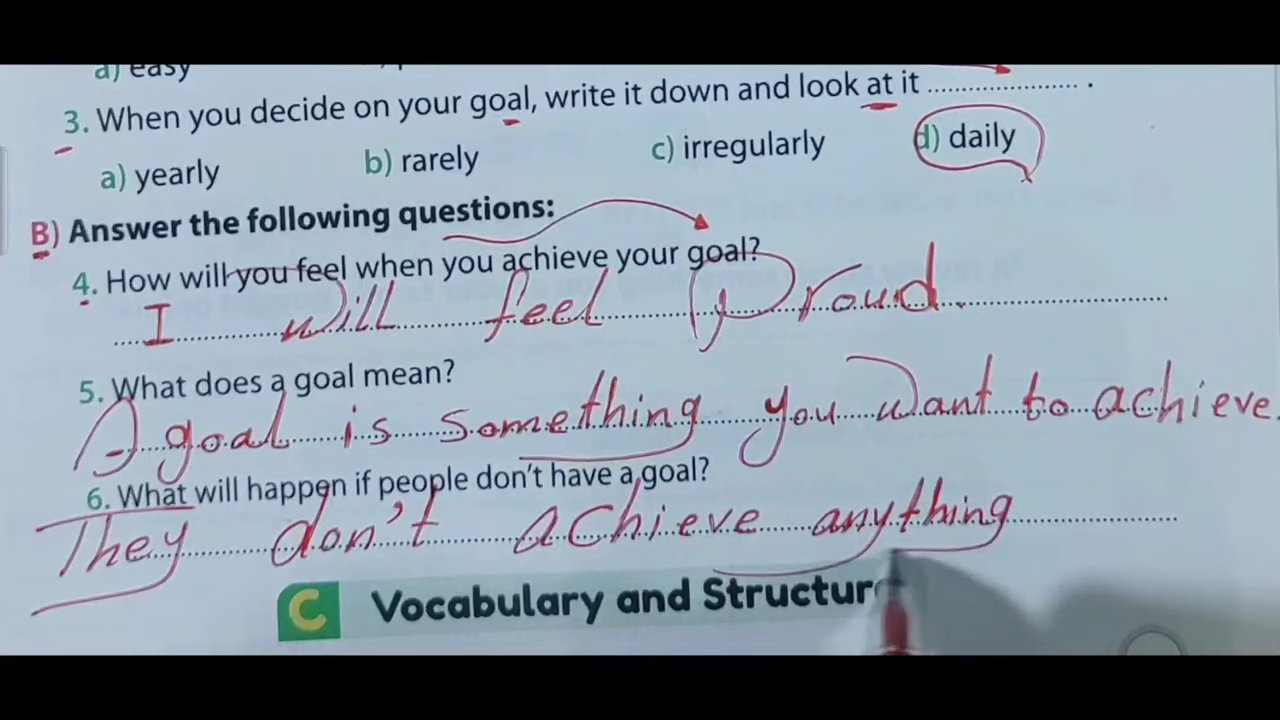 a) easy
3. When you decide on your goal, write it down and look at it .................... .
a) yearly b) rarely c) irregularly d) daily
B) Answer the following questions:
4. How will you feel when you achieve your goal?
I will feel Proud.
5. What does a goal mean?
A goal is something you want to achieve
6. What will happen if people don't have a goal?
They don't achieve anything
C Vocabulary and Structur